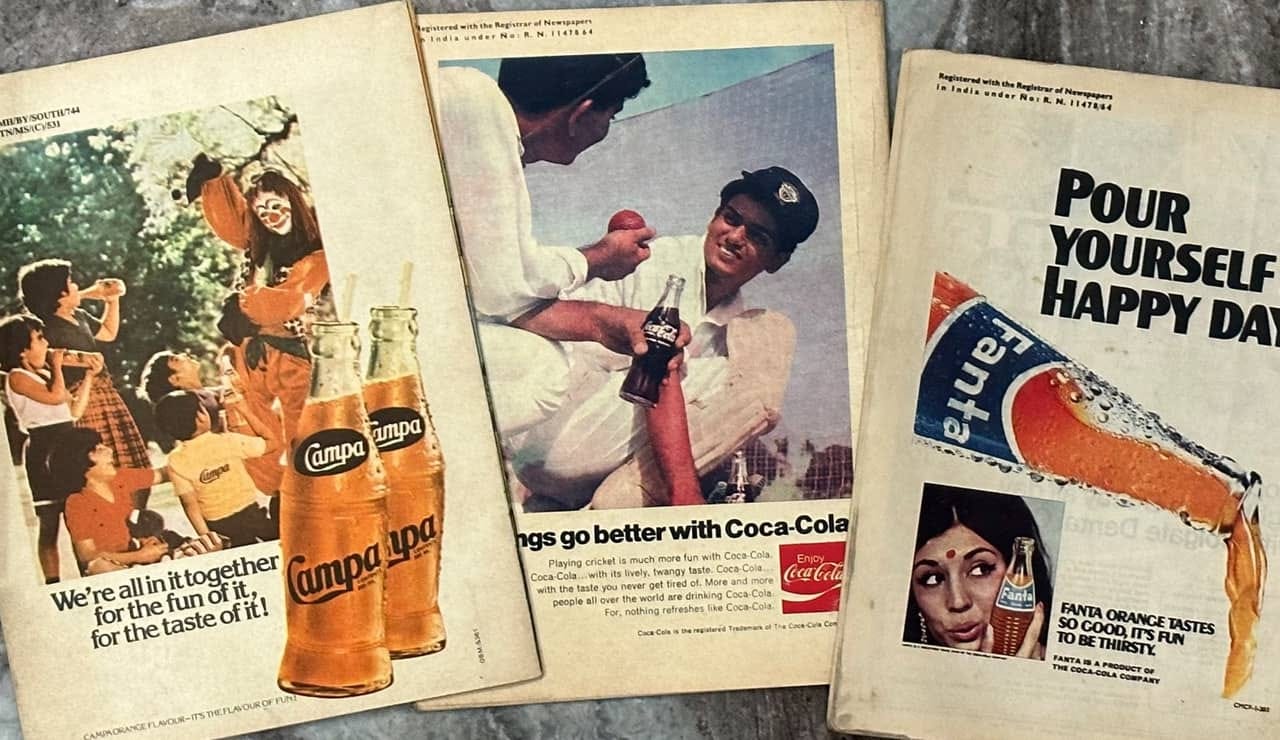 MH/BY/SOUTH/744
TN/MS/(C)/531
Campa
Campa
Campa
Campa
We're all in it together
for the fun of it,
for the taste of it!
CAMPA ORANGE FLAVOUR—IT'S THE FLAVOUR OF FUN!
Registered with the Registrar of Newspapers
in India under No: R. N. 11478/64
Coca-Cola
ngs go better with Coca-Cola
Playing cricket is much more fun with Coca-Cola.
Coca-Cola...with its lively, twangy taste. Coca-Cola...
with the taste you never get tired of. More and more
people all over the world are drinking Coca-Cola.
For, nothing refreshes like Coca-Cola.
Enjoy
Coca-Cola
Coca-Cola is the registered Trademark of The Coca-Cola Com
Registered with the Registrar of Newspapers
in India under No: R. N. 11478/64
POUR
YOURSELF
HAPPY DAY
Fanta
Fanta
FANTA ORANGE TASTES
SO GOOD, IT'S FUN
TO BE THIRSTY.
FANTA IS A PRODUCT OF
THE COCA-COLA COMPANY